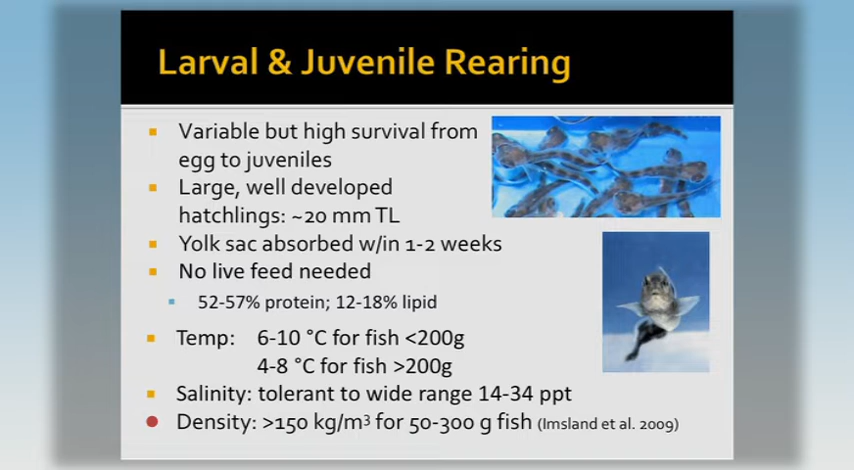 Larval & Juvenile Rearing
Variable but high survival from
egg to juveniles
Large, well developed
hatchlings: ~20 mm TL
Yolk sac absorbed w/in 1-2 weeks
No live feed needed
52-57% protein; 12-18% lipid
Temp: 6-10 °C for fish <200g
4-8 °C for fish >200g
Salinity: tolerant to wide range 14-34 ppt
Density: >150 kg/m³ for 50-300 g fish (Imsland et al. 2009)